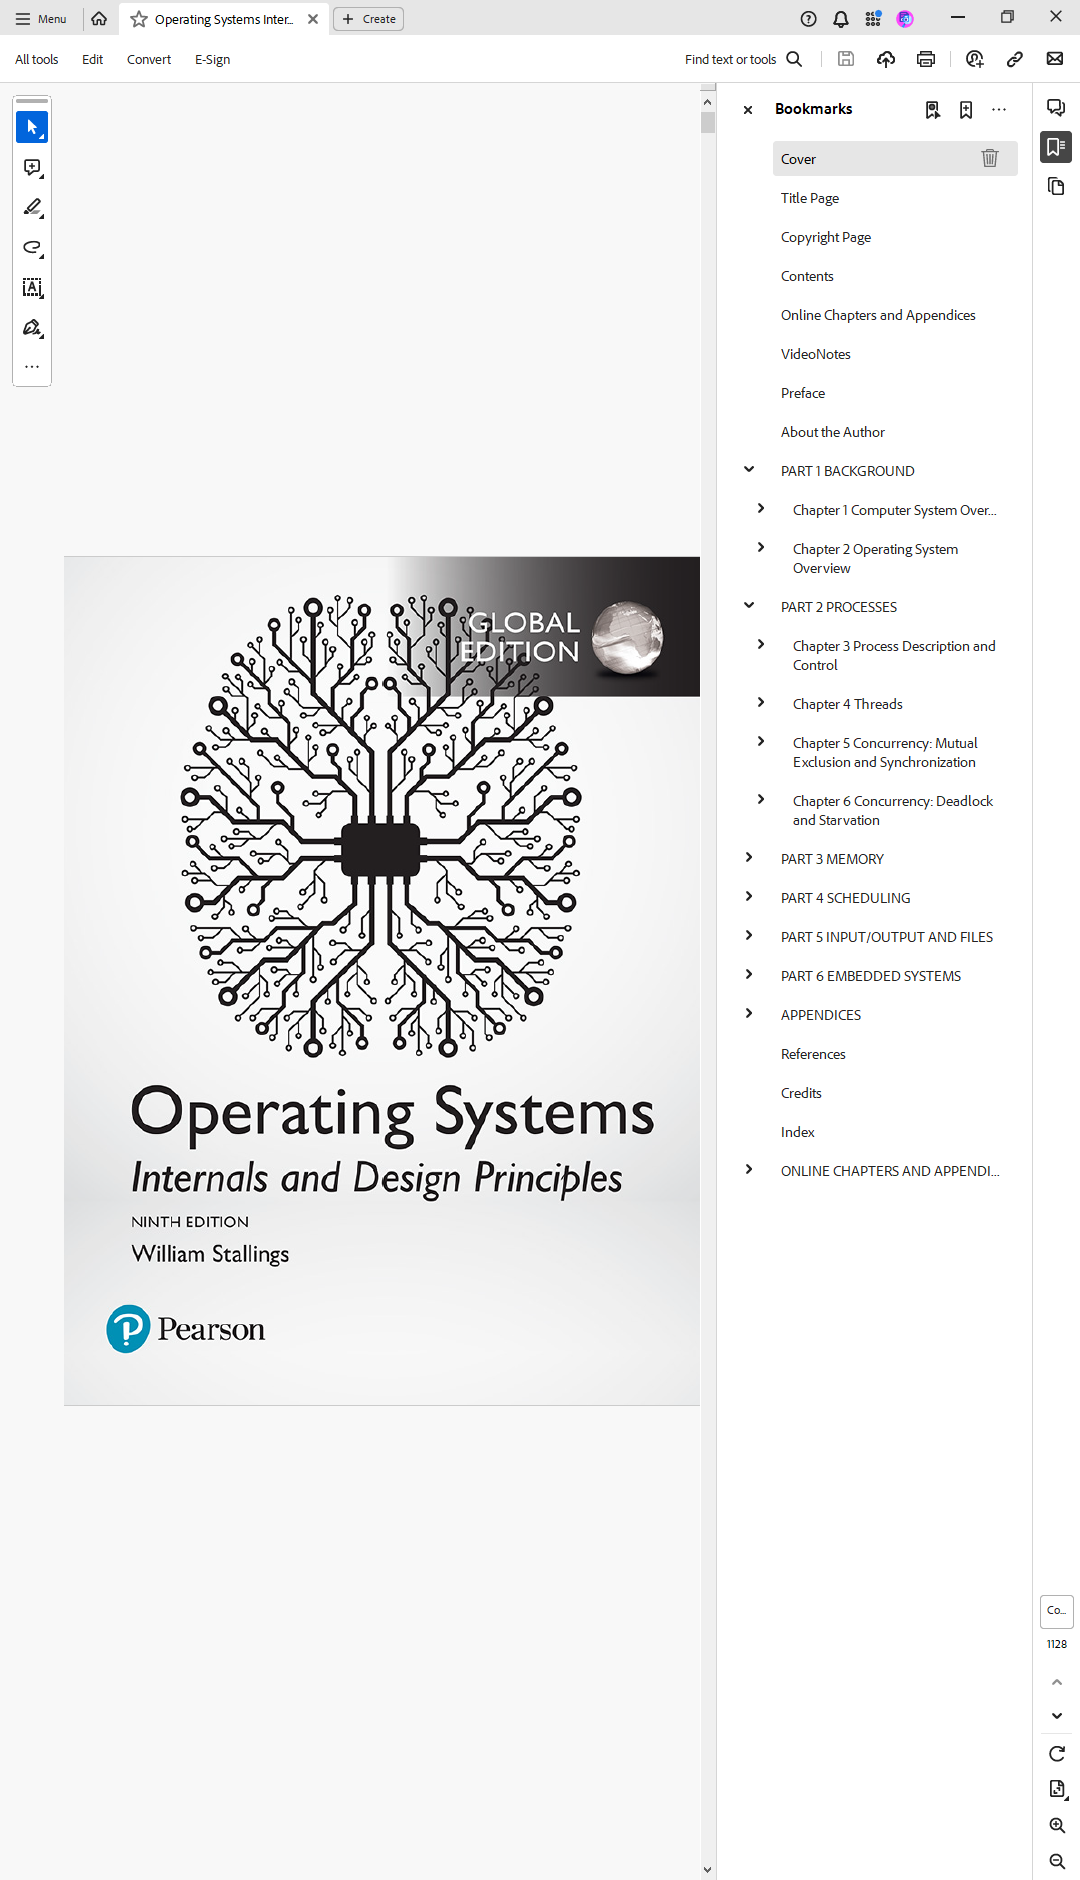 Menu
Operating Systems Inter...
Create
All tools
Edit
Convert
E-Sign
Find text or tools
Bookmarks
Cover
Title Page
Copyright Page
Contents
Online Chapters and Appendices
VideoNotes
Preface
About the Author
PART 1 BACKGROUND
Chapter 1 Computer System Over...
Chapter 2 Operating System
Overview
PART 2 PROCESSES
Chapter 3 Process Description and
Control
Chapter 4 Threads
Chapter 5 Concurrency: Mutual
Exclusion and Synchronization
Chapter 6 Concurrency: Deadlock
and Starvation
PART 3 MEMORY
PART 4 SCHEDULING
PART 5 INPUT/OUTPUT AND FILES
PART 6 EMBEDDED SYSTEMS
APPENDICES
References
Credits
Index
ONLINE CHAPTERS AND APPENDI...
GLOBAL
EDITION
Operating Systems
Internals and Design Principles
NINTH EDITION
William Stallings
Pearson
Co...
1128